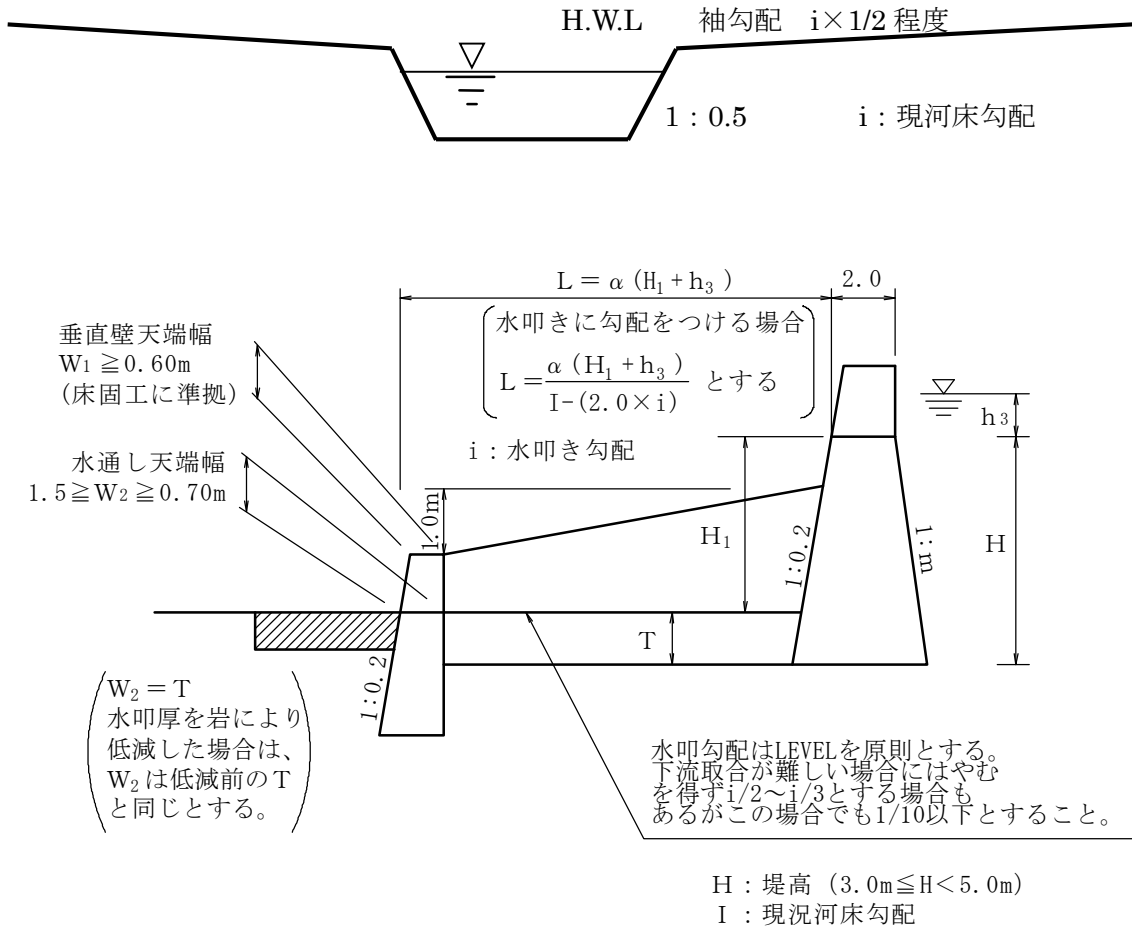 H.W.L 袖勾配 i×1/2 程度
1：0.5 i：現河床勾配
L＝α(H₁+h₃) 2.0
水叩きに勾配をつける場合
L＝α(H₁+h₃)/I-(2.0×i) とする
i：水叩き勾配
垂直壁天端幅
W₁≧0.60m
(床固工に準拠)
水通し天端幅
1.5≧W₂≧0.70m
h₃
1.0m
H₁
1:0.2
1:m
H
T
1:0.2
W₂＝T
水叩厚を岩により
低減した場合は、
W₂は低減前のT
と同じとする。
水叩勾配はLEVELを原則とする。
下流取合が難しい場合にはやむ
を得ずi/2～i/3とする場合も
あるがこの場合でも1/10以下とすること。
H：堤高 (3.0m≦H<5.0m)
I：現況河床勾配